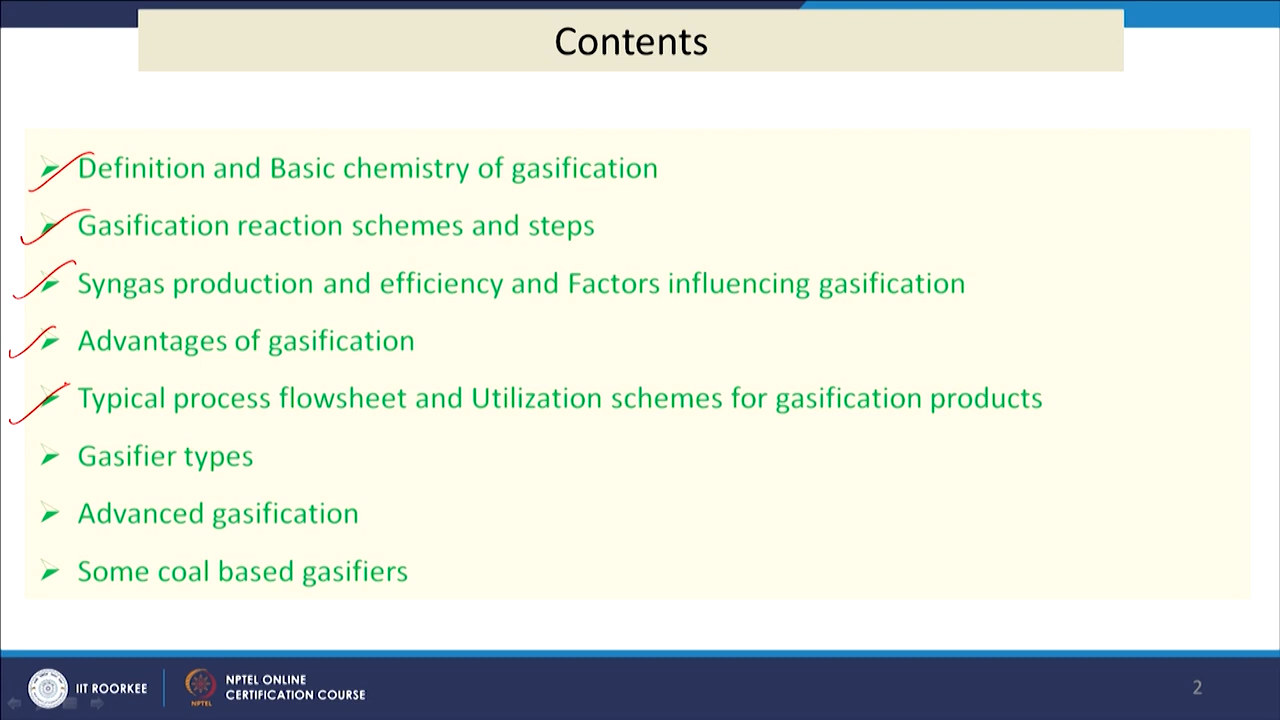 Contents
Definition and Basic chemistry of gasification
Gasification reaction schemes and steps
Syngas production and efficiency and Factors influencing gasification
Advantages of gasification
Typical process flowsheet and Utilization schemes for gasification products
Gasifier types
Advanced gasification
Some coal based gasifiers
IIT ROORKEE
NPTEL
NPTEL ONLINE
CERTIFICATION COURSE
2